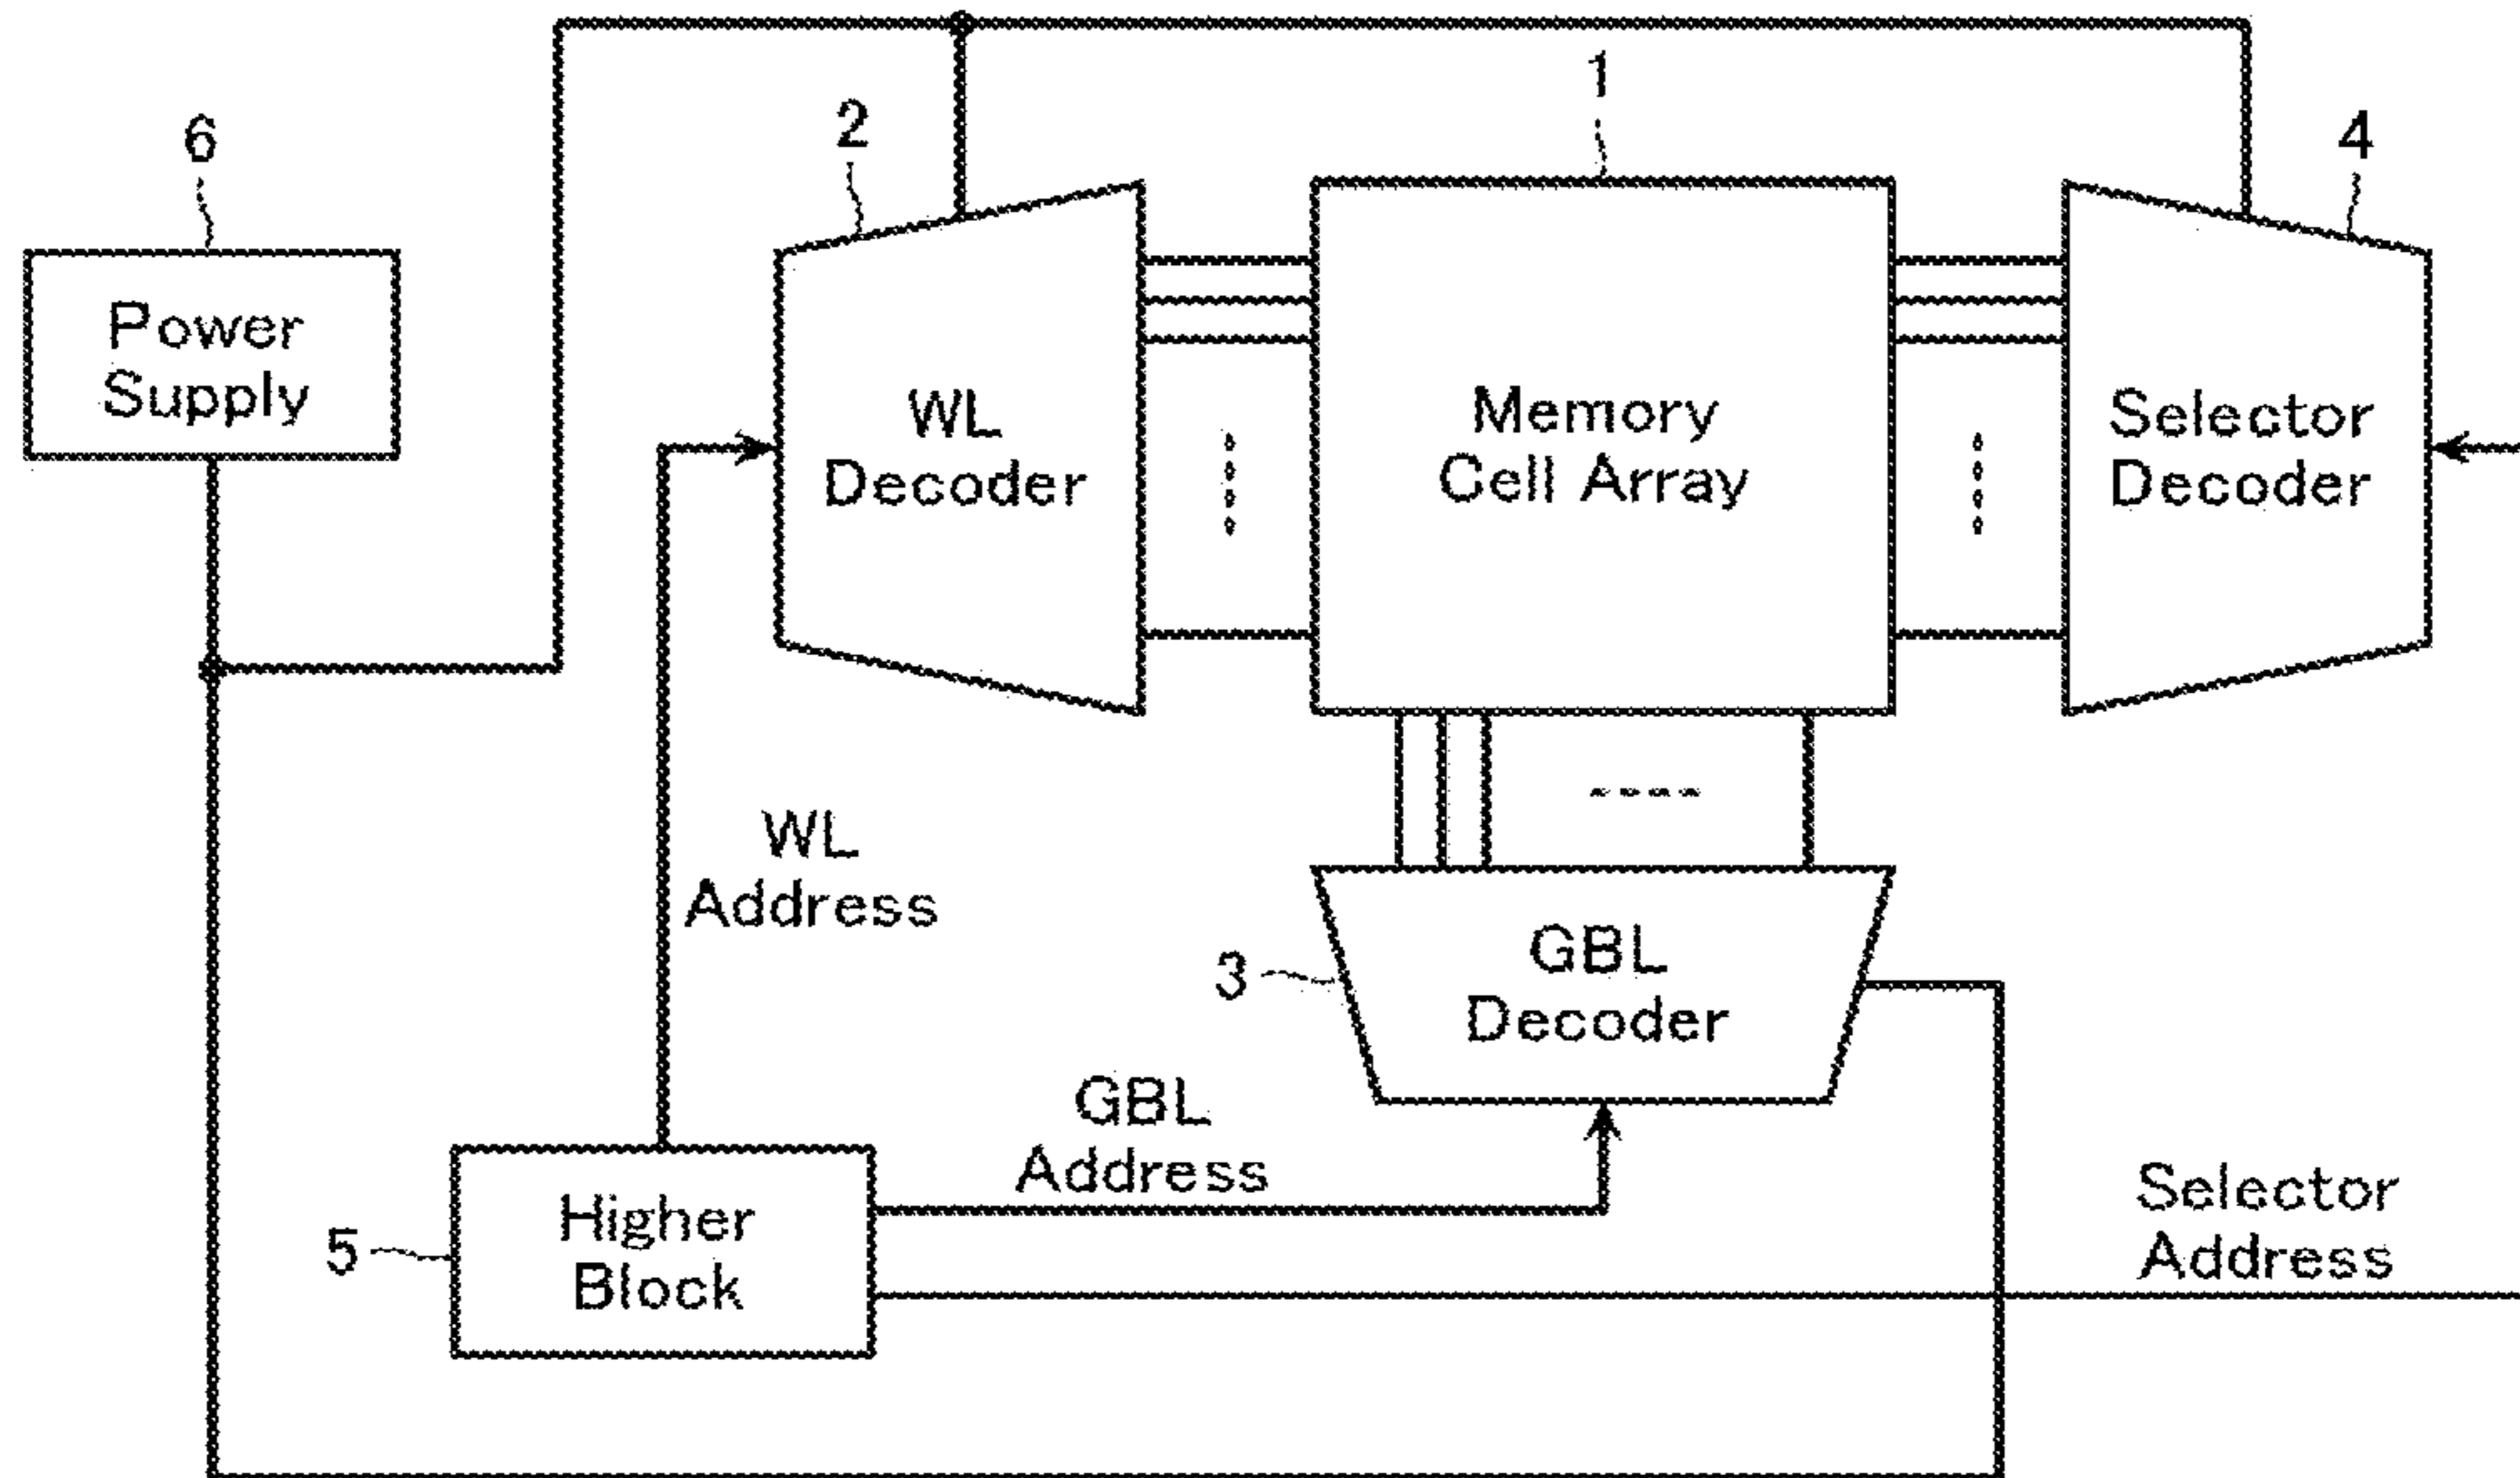 1
2
4
6
Power
Supply
WL
Decoder
Memory
Cell Array
Selector
Decoder
WL
Address
3
GBL
Decoder
GBL
Address
5
Higher
Block
Selector
Address